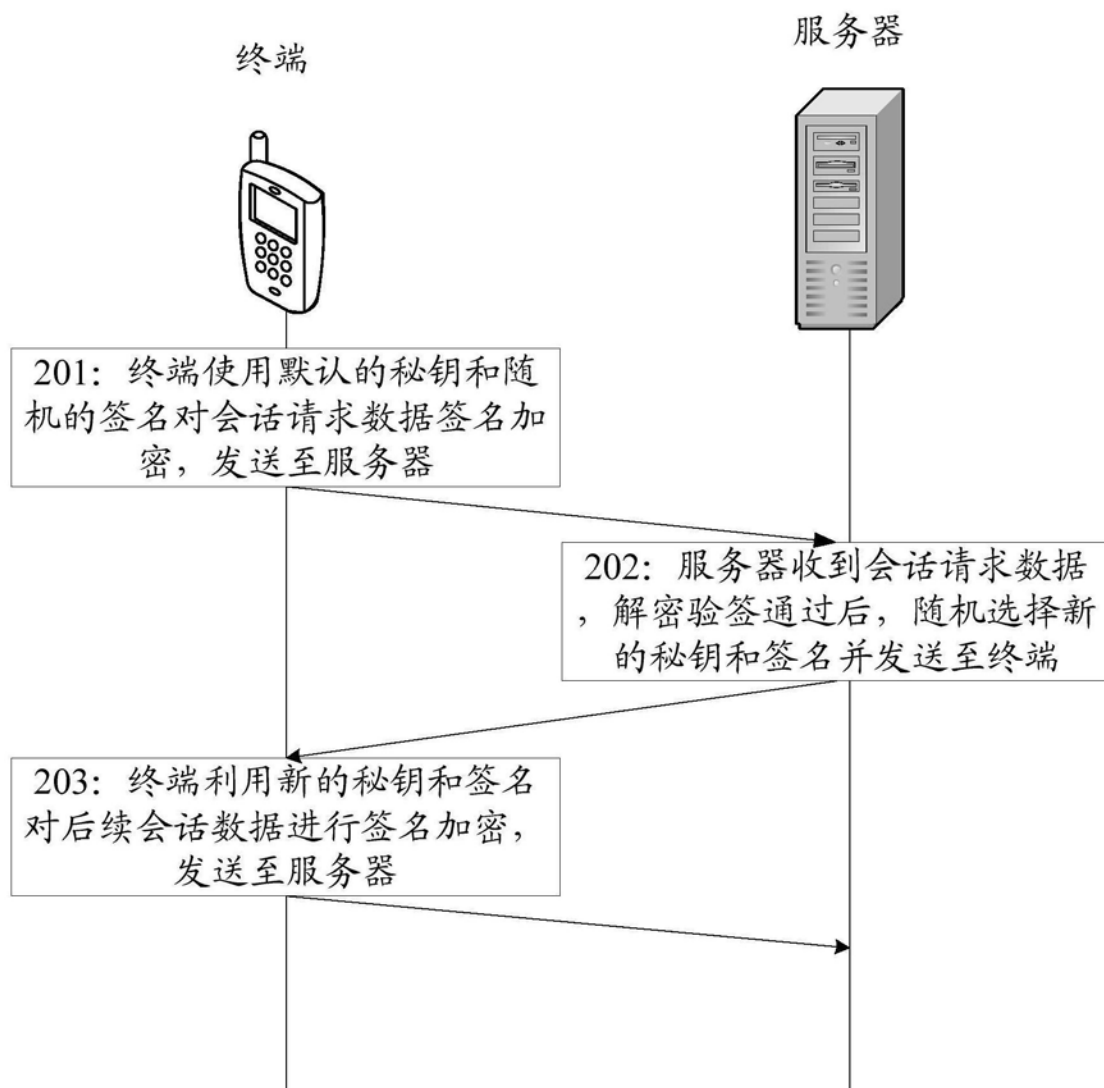 终端
服务器
201：终端使用默认的秘钥和随
机的签名对会话请求数据签名加
密，发送至服务器
202：服务器收到会话请求数据
，解密验签通过后，随机选择新
的秘钥和签名并发送至终端
203：终端利用新的秘钥和签名
对后续会话数据进行签名加密，
发送至服务器